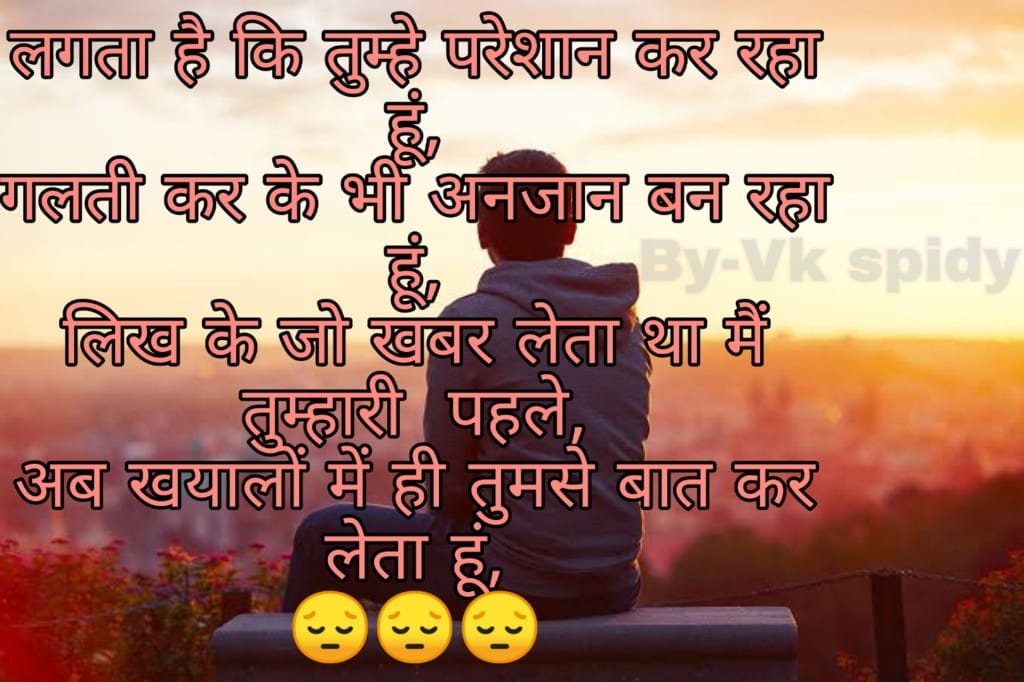 लगता है कि तुम्हे परेशान कर रहा
हूं,
गलती कर के भी अनजान बन रहा
हूं,
By-Vk spidy
लिख के जो खबर लेता था मैं
तुम्हारी पहले,
अब खयालों में ही तुमसे बात कर
लेता हूं,
😔😔😔